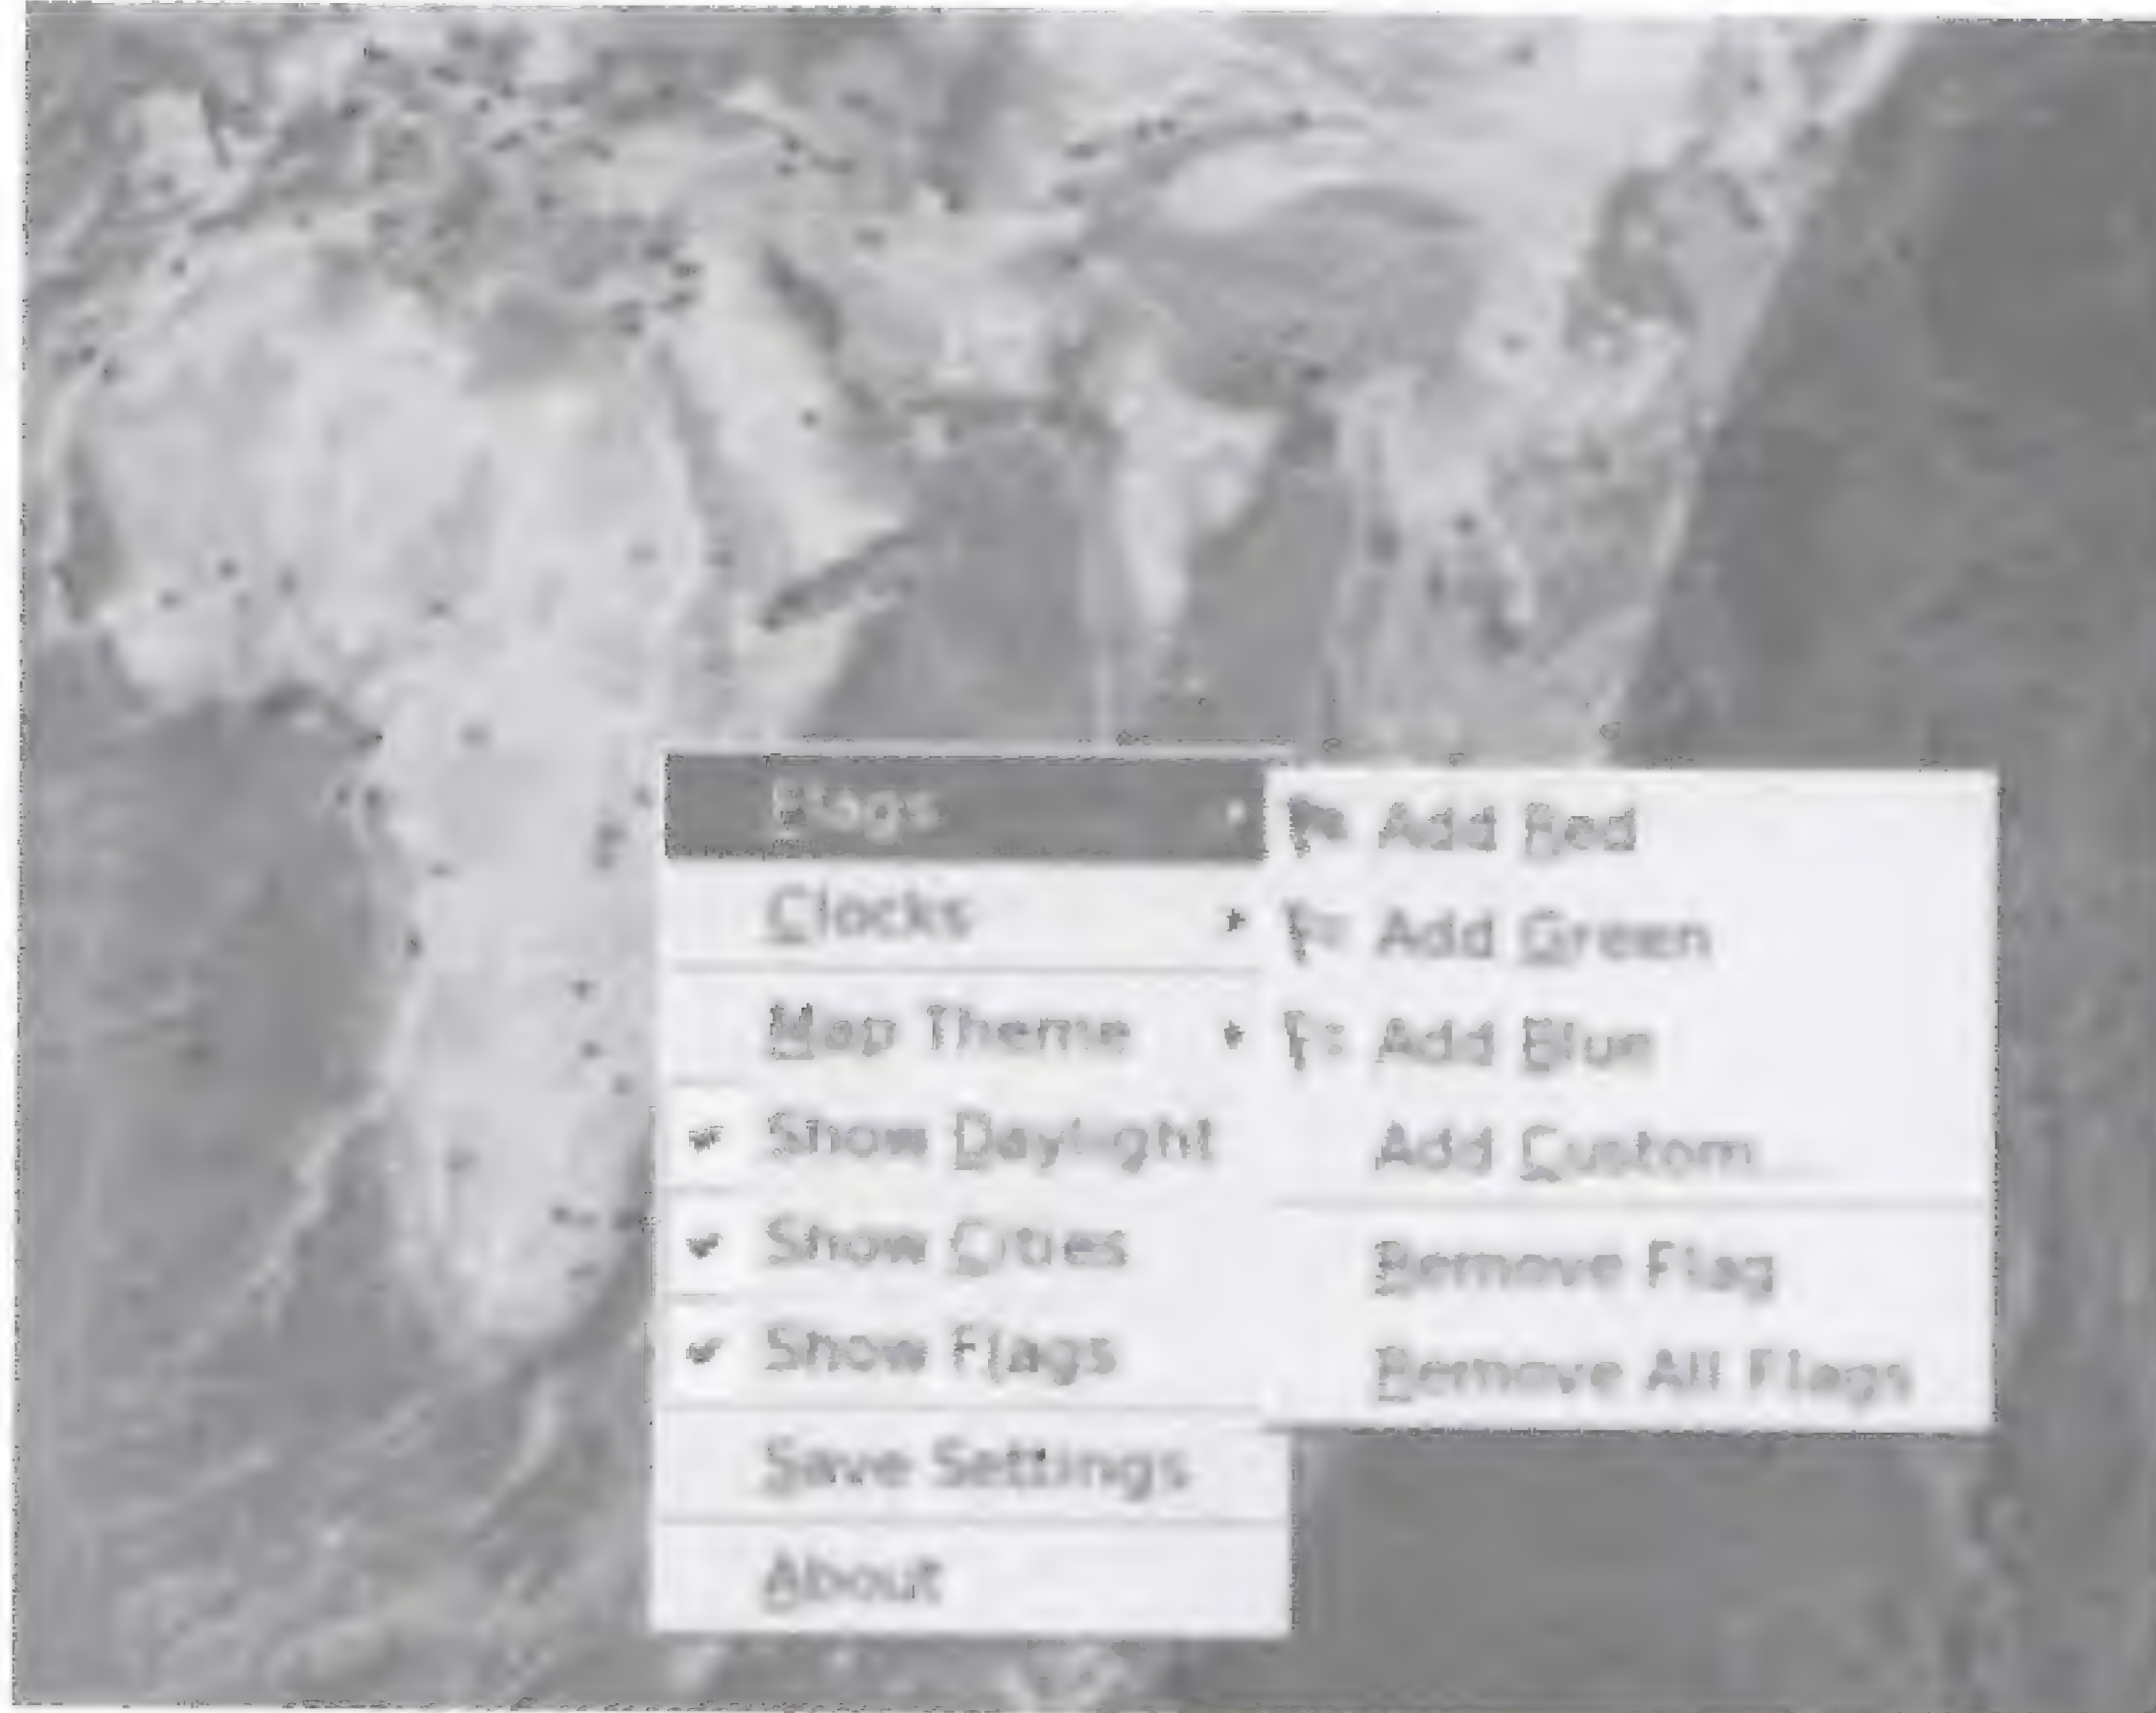 Flags
Clocks
Map Theme
Show Daylight
Show Cities
Show Flags
Save Settings
About
Add Red
Add Green
Add Blue
Add Custom...
Remove Flag
Remove All Flags